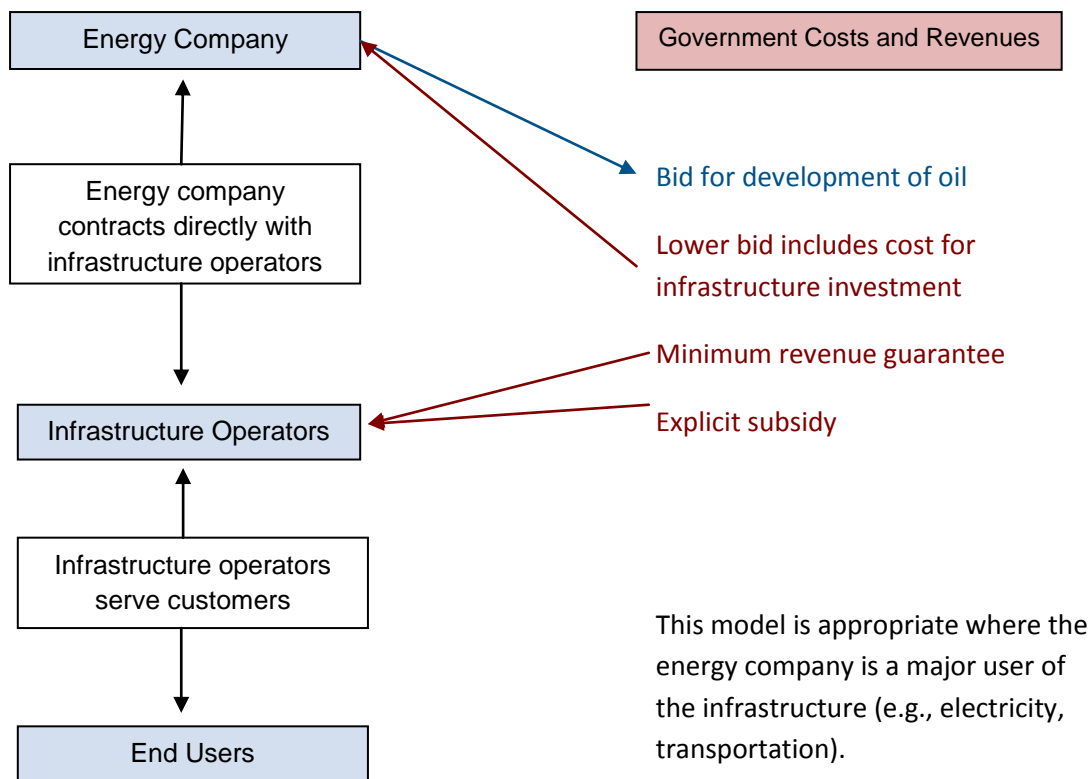 Energy Company
Government Costs and Revenues
Energy company
contracts directly with
infrastructure operators
Bid for development of oil
Lower bid includes cost for
infrastructure investment
Minimum revenue guarantee
Explicit subsidy
Infrastructure Operators
Infrastructure operators
serve customers
This model is appropriate where the
energy company is a major user of
the infrastructure (e.g., electricity,
transportation).
End Users